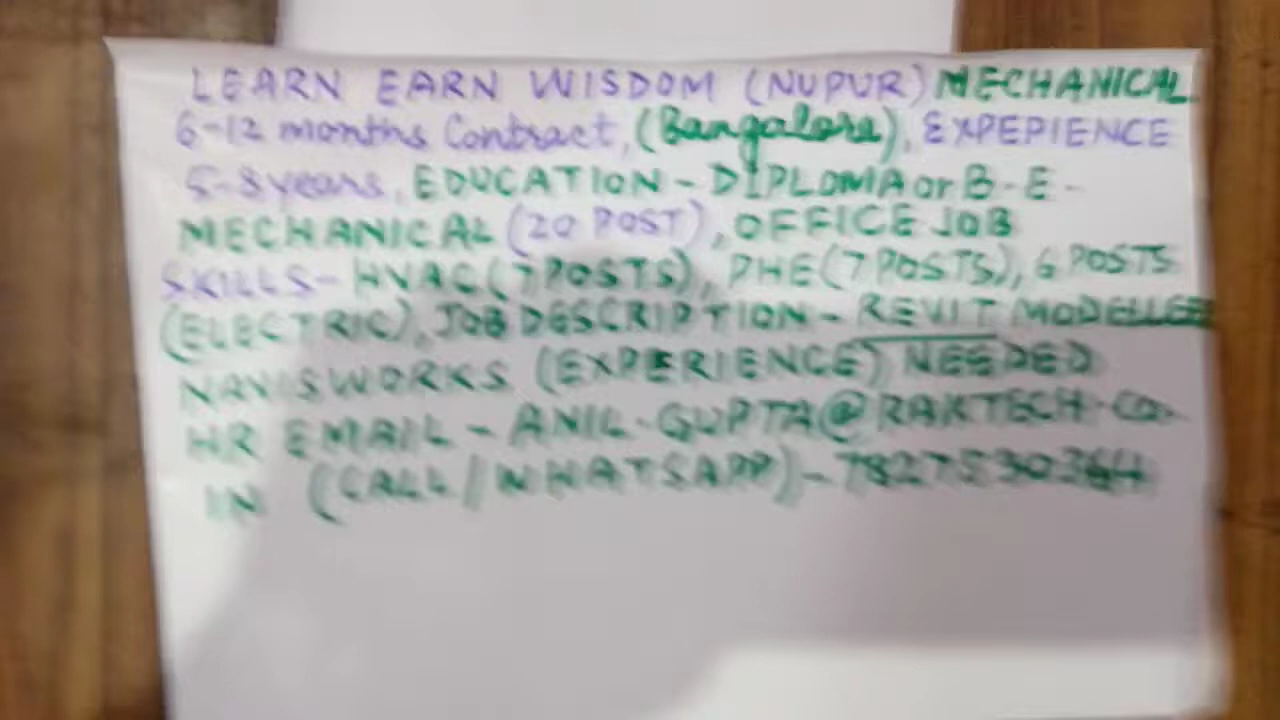 LEARN EARN WISDOM (NUPUR) MECHANICAL
6-12 months Contract, (Bangalore), EXPEPIENCE
5-8 years, EDUCATION - DIPLOMA or B-E-
MECHANICAL (20 POST), OFFICE JOB
SKILLS- HVAC (7 POSTS), PHE (7 POSTS), 6 POSTS
(ELECTRIC), JOB DESCRIPTION - REVIT MODELLER
NAVISWORKS (EXPERIENCE) NEEDED
HR EMAIL - ANIL.GUPTA@RAKTECH.CO.
IN (CALL/WHATSAPP) -